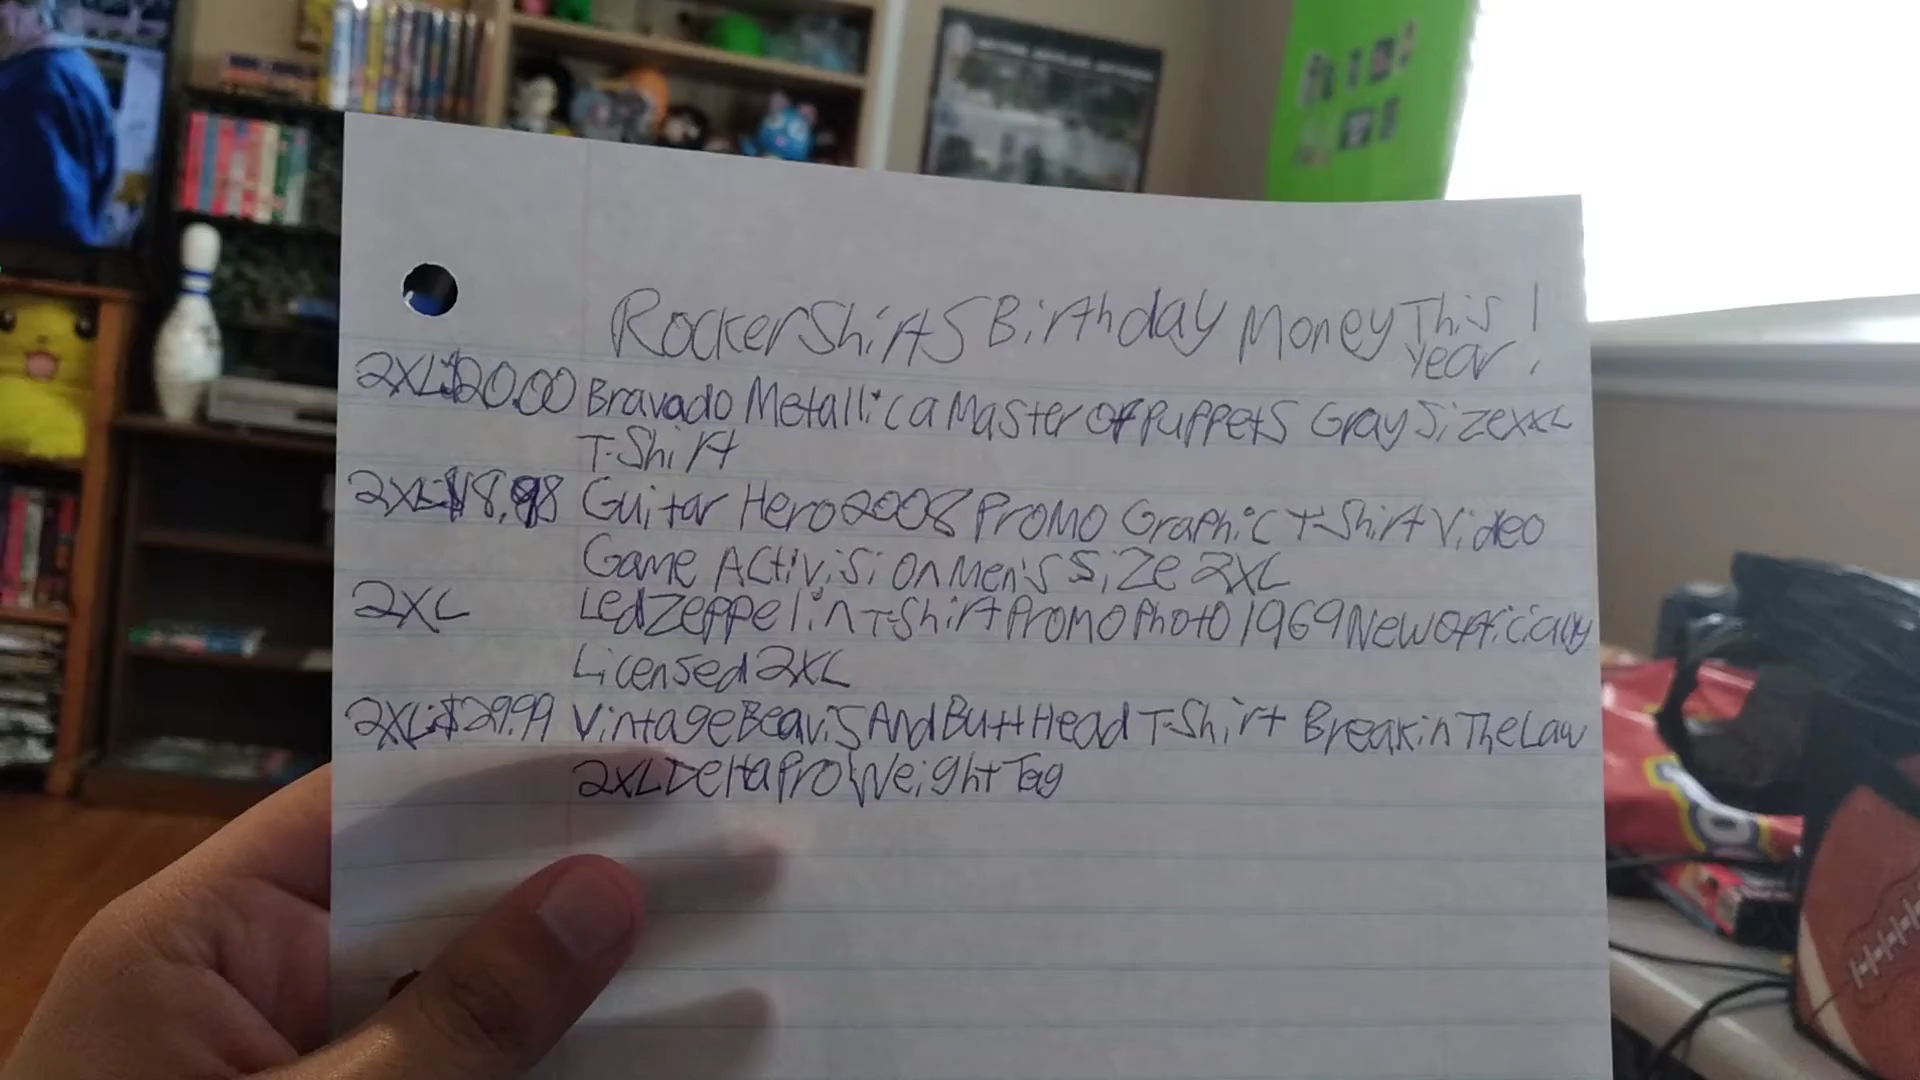 Rocker Shirts Birthday Money This Year!
2XL:$20.00 Bravado Metallica Master Of Puppets Gray Size XXL
T-Shirt
2XL-$18.98 Guitar Hero 2008 Promo Graphic T-Shirt Video
Game Activision Men's Size 2XL
2XL Led Zeppelin T-Shirt Promo Photo 1969 New Officially
Licensed 2XL
2XL:$29.99 Vintage Beavis And Butt Head T-Shirt Breakin The Law
2XL Delta Pro Weight Tag